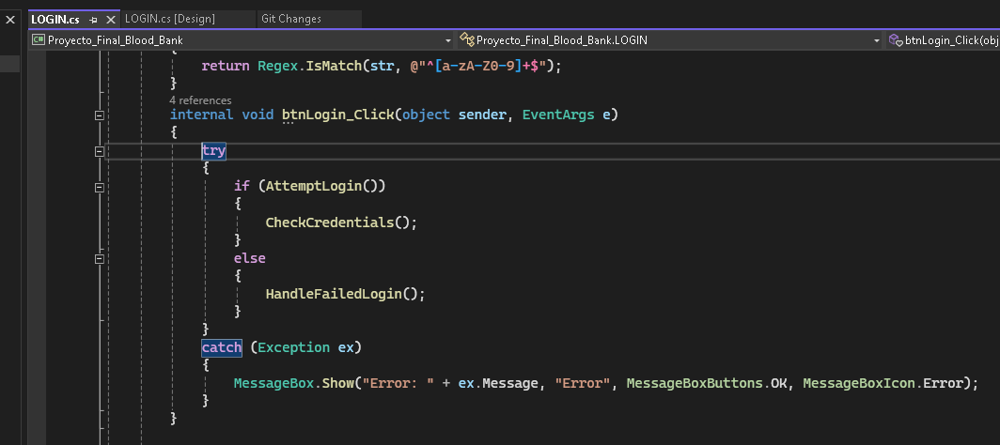 LOGIN.cs
LOGIN.cs [Design]
Git Changes
C# Proyecto_Final_Blood_Bank
Proyecto_Final_Blood_Bank.LOGIN
btnLogin_Click(obj
{
return Regex.IsMatch(str, @"^[a-zA-Z0-9]+$");
}
4 references
internal void btnLogin_Click(object sender, EventArgs e)
{
try
{
if (AttemptLogin())
{
CheckCredentials();
}
else
{
HandleFailedLogin();
}
}
catch (Exception ex)
{
MessageBox.Show("Error: " + ex.Message, "Error", MessageBoxButtons.OK, MessageBoxIcon.Error);
}
}